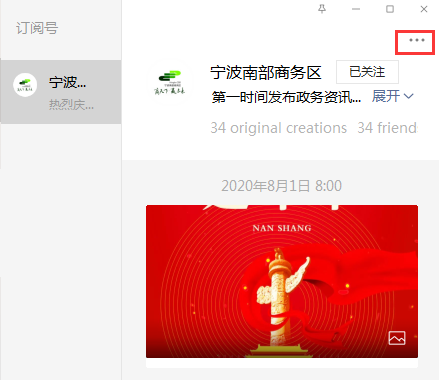 订阅号
宁波...
热烈庆...
宁波南部商务区 已关注
第一时间发布政务资讯... 展开
34 original creations 34 friend
2020年8月1日 8:00
NAN SHANG